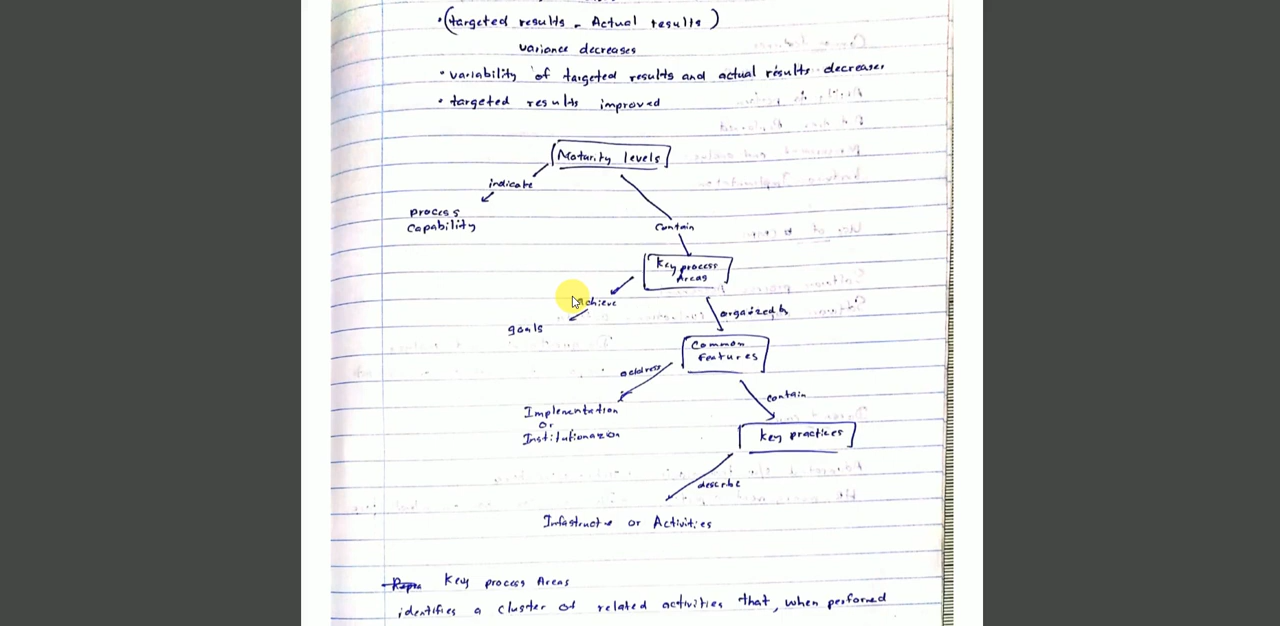 • (targeted results - Actual results)
variance decreases
• variability of targeted results and actual results decreases
• targeted results improved
Maturity levels
indicate
process
capability
contain
Key process
Areas
achieve
goals
organized by
Common
Features
address
contain
Implementation
Or
key practices
describe
or Activities
Key process Areas
identifies a cluster of related activities that, when performed